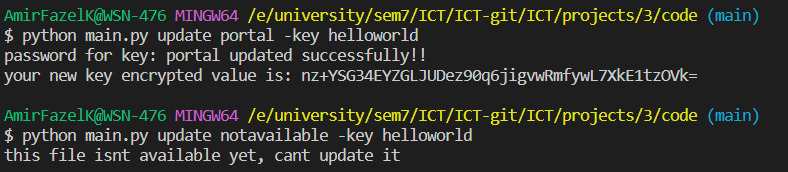 AmirFazelK@WSN-476 MINGW64 /e/university/sem7/ICT/ICT-git/ICT/projects/3/code (main)
$ python main.py update portal -key helloworld
password for key: portal updated successfully!!
your new key encrypted value is: nz+YSG34EYZGLJUDez90q6jigvwRmfywL7XkE1tzOVk=
AmirFazelK@WSN-476 MINGW64 /e/university/sem7/ICT/ICT-git/ICT/projects/3/code (main)
$ python main.py update notavailable -key helloworld
this file isnt available yet, cant update it